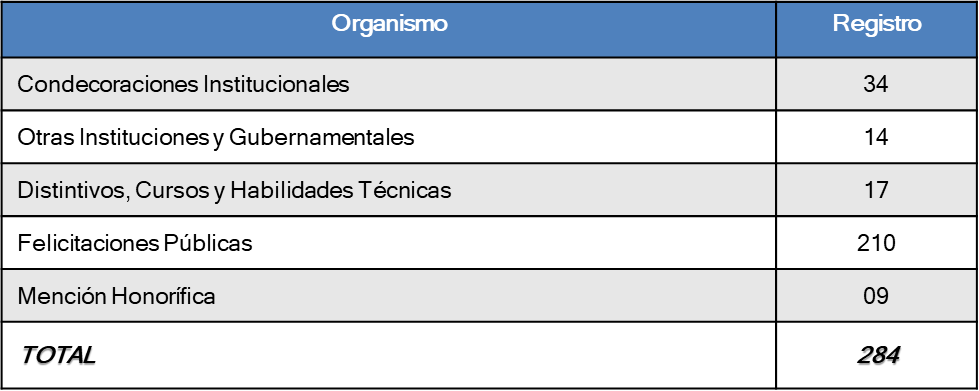 Organismo Registro
Condecoraciones Institucionales 34
Otras Instituciones y Gubernamentales 14
Distintivos, Cursos y Habilidades Técnicas 17
Felicitaciones Públicas 210
Mención Honorífica 09
TOTAL 284